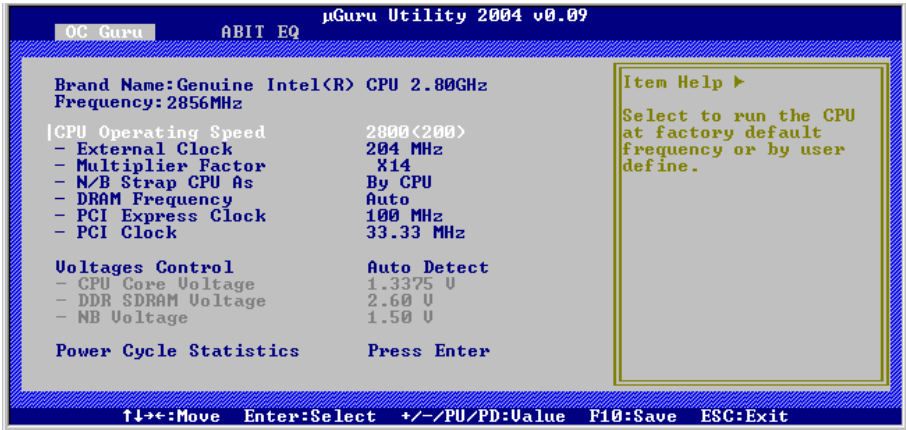 µGuru Utility 2004 v0.09
OC Guru ABIT EQ
Brand Name:Genuine Intel(R) CPU 2.80GHz
Frequency:2856MHz
CPU Operating Speed 2800(200)
- External Clock 204 MHz
- Multiplier Factor X14
- N/B Strap CPU As By CPU
- DRAM Frequency Auto
- PCI Express Clock 100 MHz
- PCI Clock 33.33 MHz
Voltages Control Auto Detect
- CPU Core Voltage 1.3375 V
- DDR SDRAM Voltage 2.60 V
- NB Voltage 1.50 V
Power Cycle Statistics Press Enter
Item Help ►
Select to run the CPU
at factory default
frequency or by user
define.
↑↓→←:Move Enter:Select +/-/PU/PD:Value F10:Save ESC:Exit